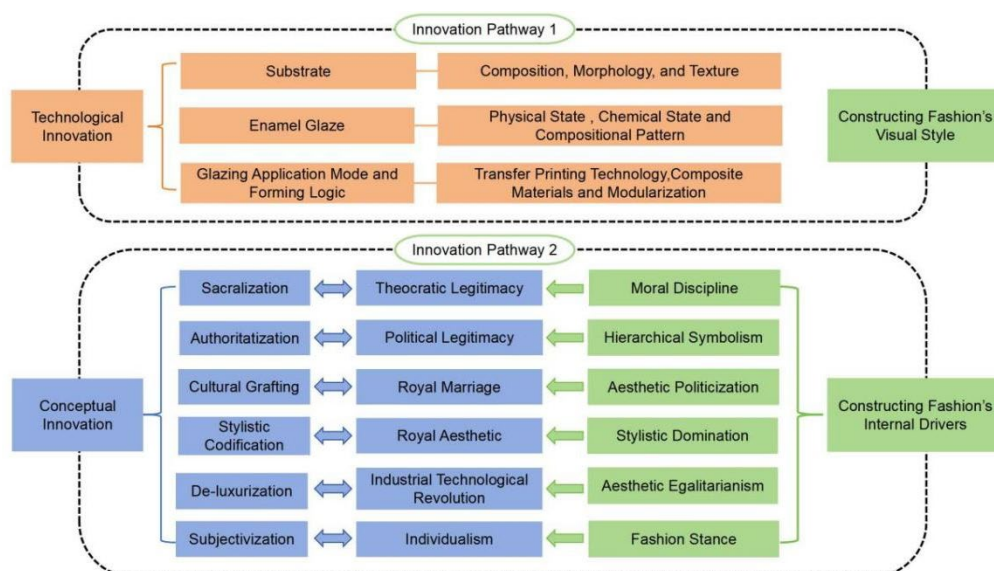 Innovation Pathway 1
Substrate
Composition, Morphology, and Texture
Technological
Innovation
Enamel Glaze
Physical State , Chemical State and
Compositional Pattern
Constructing Fashion's
Visual Style
Glazing Application Mode and
Forming Logic
Transfer Printing Technology,Composite
Materials and Modularization
Innovation Pathway 2
Sacralization
Theocratic Legitimacy
Moral Discipline
Authoritatization
Political Legitimacy
Hierarchical Symbolism
Conceptual
Innovation
Cultural Grafting
Royal Marriage
Aesthetic Politicization
Constructing Fashion's
Internal Drivers
Stylistic
Codification
Royal Aesthetic
Stylistic Domination
De-luxurization
Industrial Technological
Revolution
Aesthetic Egalitarianism
Subjectivization
Individualism
Fashion Stance